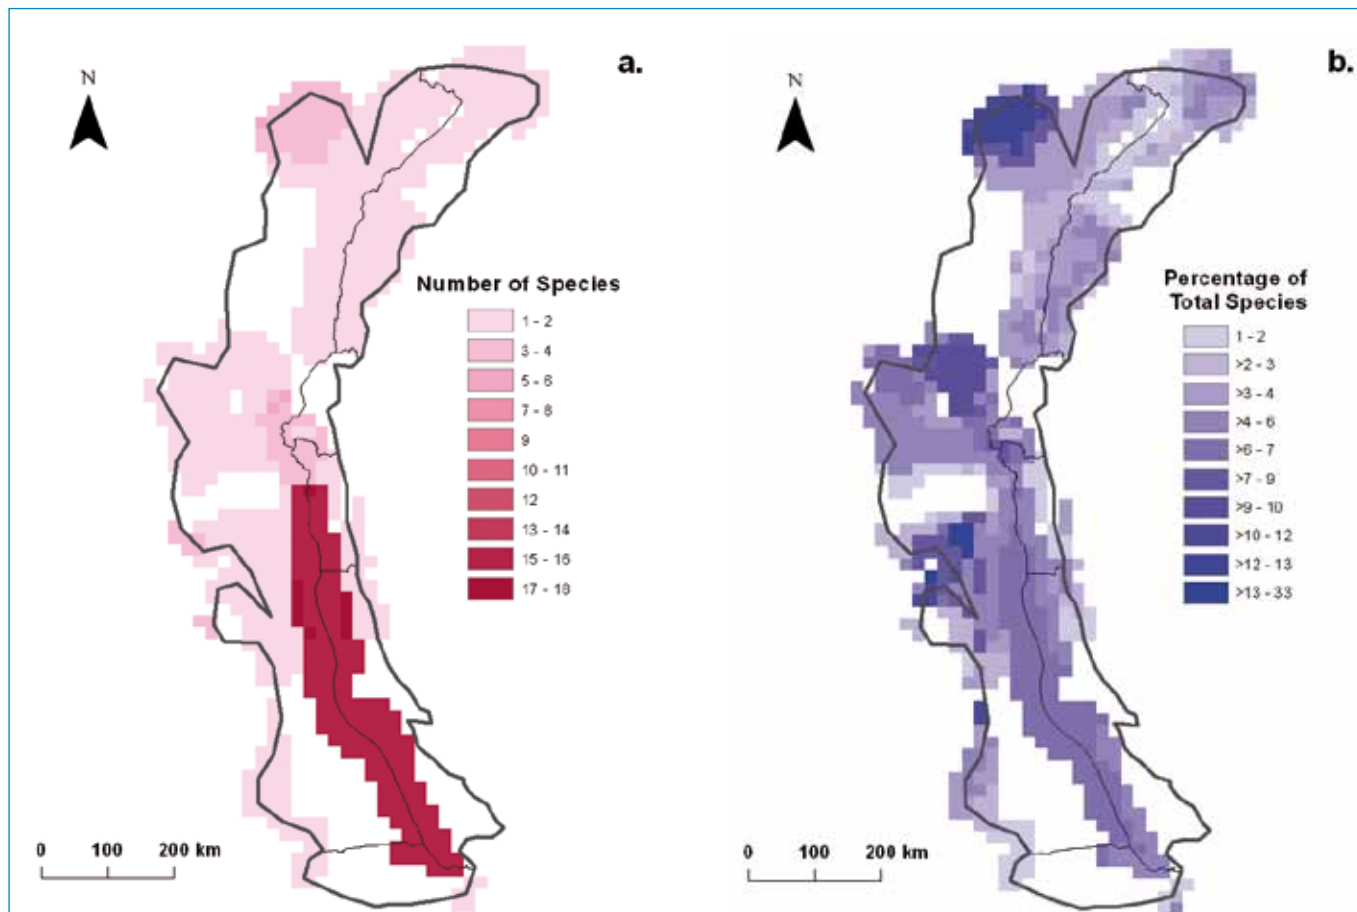 a.
N
Number of Species
1 - 2
3 - 4
5 - 6
7 - 8
9
10 - 11
12
13 - 14
15 - 16
17 - 18
0 100 200 km
b.
N
Percentage of
Total Species
1 - 2
>2 - 3
>3 - 4
>4 - 6
>6 - 7
>7 - 9
>9 - 10
>10 - 12
>12 - 13
>13 - 33
0 100 200 km